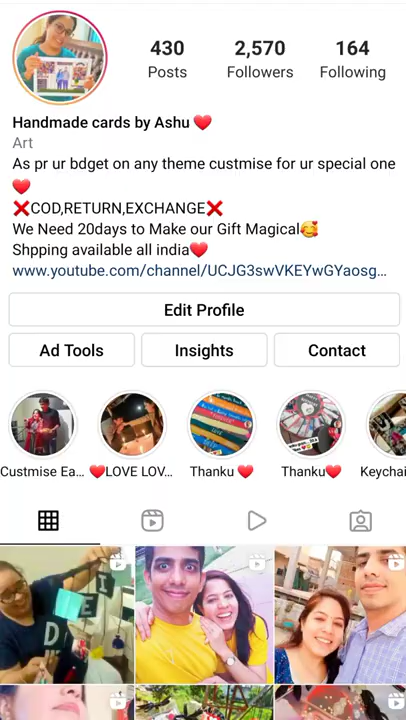 430
2,570
164
Posts
Followers
Following
Handmade cards by Ashu ❤️
Art
As pr ur bdget on any theme custmise for ur special one
❤️
❌COD,RETURN,EXCHANGE❌
We Need 20days to Make our Gift Magical🥰
Shpping available all india❤️
www.youtube.com/channel/UCJG3swVKEYwGYaosg...
Edit Profile
Ad Tools
Insights
Contact
Custmise Ea...
❤️LOVE LOV...
Thanku ❤️
Thanku❤️
Keychai